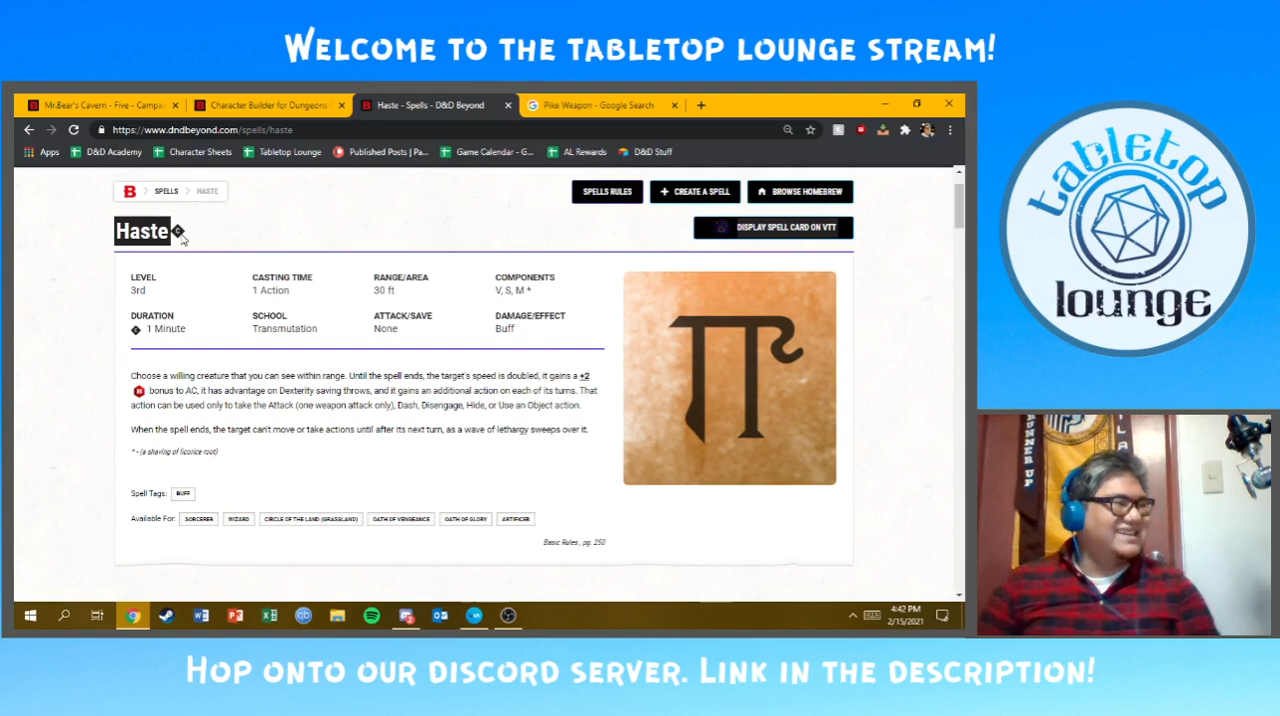 WELCOME TO THE TABLETOP LOUNGE STREAM!
Mr.Bear's Cavern - Five - Campa
Character Builder for Dungeons
Haste - Spells - D&D Beyond
Pike Weapon - Google Search
https://www.dndbeyond.com/spells/haste
Apps D&D Academy Character Sheets Tabletop Lounge Published Posts | Pa... Game Calendar - G... AL Rewards D&D Stuff
B SPELLS HASTE
SPELLS RULES + CREATE A SPELL BROWSE HOMEBREW
Haste C
DISPLAY SPELL CARD ON VTT
LEVEL CASTING TIME RANGE/AREA COMPONENTS
3rd 1 Action 30 ft V, S, M *
DURATION SCHOOL ATTACK/SAVE DAMAGE/EFFECT
1 Minute Transmutation None Buff
Choose a willing creature that you can see within range. Until the spell ends, the target's speed is doubled, it gains a +2
bonus to AC, it has advantage on Dexterity saving throws, and it gains an additional action on each of its turns. That
action can be used only to take the Attack (one weapon attack only), Dash, Disengage, Hide, or Use an Object action.
When the spell ends, the target can't move or take actions until after its next turn, as a wave of lethargy sweeps over it.
* - (a shaving of licorice root)
Spell Tags: BUFF
Available For: SORCERER WIZARD CIRCLE OF THE LAND (GRASSLAND) OATH OF VENGEANCE OATH OF GLORY ARTIFICER
Basic Rules, pg. 250
4:42 PM
2/15/2021
tabletop
lounge
RUNNER UP
HOP ONTO OUR DISCORD SERVER. LINK IN THE DESCRIPTION!